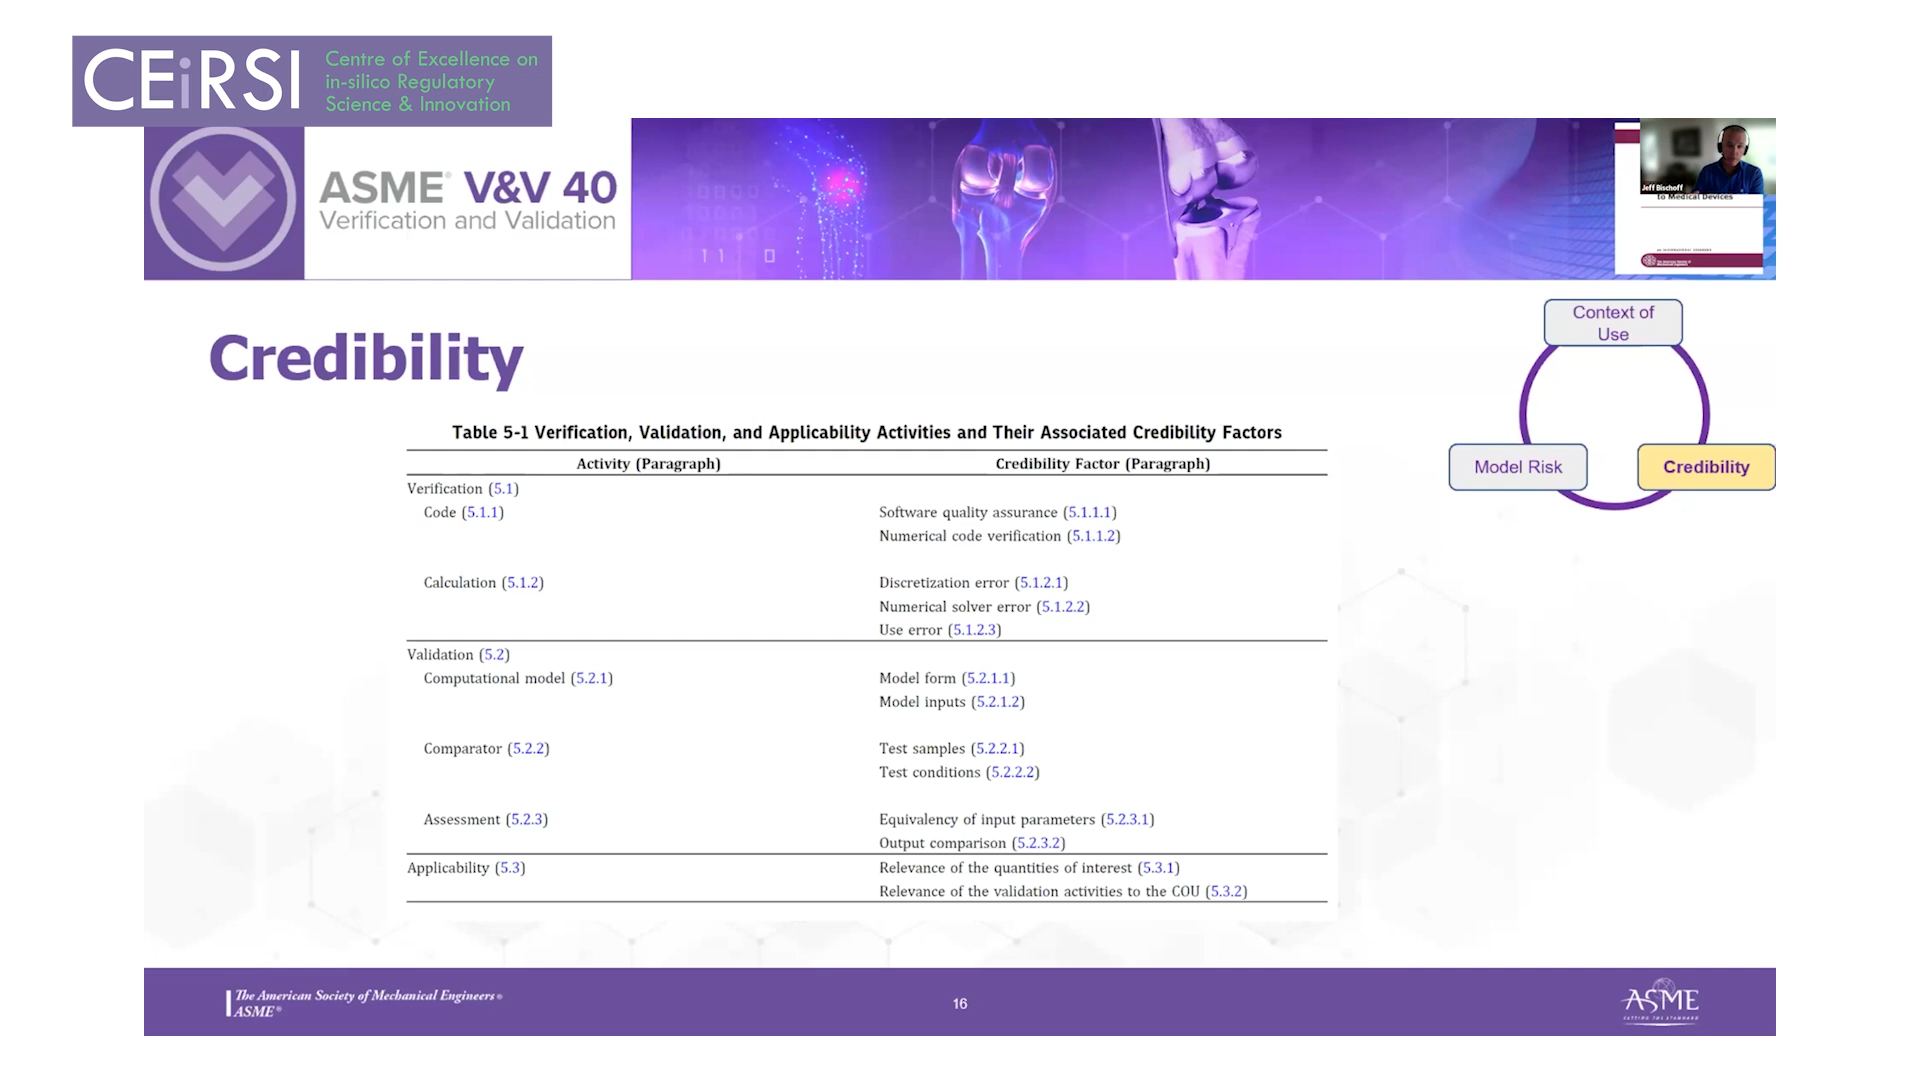 CEiRSI
Centre of Excellence on
in-silico Regulatory
Science & Innovation
ASME® V&V 40
Verification and Validation
Jeff Bischoff
to Medical Devices
Credibility
Context of
Use
Model Risk
Credibility
Table 5-1 Verification, Validation, and Applicability Activities and Their Associated Credibility Factors
Activity (Paragraph) Credibility Factor (Paragraph)
Verification (5.1)
Code (5.1.1) Software quality assurance (5.1.1.1)
Numerical code verification (5.1.1.2)
Calculation (5.1.2) Discretization error (5.1.2.1)
Numerical solver error (5.1.2.2)
Use error (5.1.2.3)
Validation (5.2)
Computational model (5.2.1) Model form (5.2.1.1)
Model inputs (5.2.1.2)
Comparator (5.2.2) Test samples (5.2.2.1)
Test conditions (5.2.2.2)
Assessment (5.2.3) Equivalency of input parameters (5.2.3.1)
Output comparison (5.2.3.2)
Applicability (5.3) Relevance of the quantities of interest (5.3.1)
Relevance of the validation activities to the COU (5.3.2)
The American Society of Mechanical Engineers®
ASME®
16
ASME
SETTING THE STANDARD